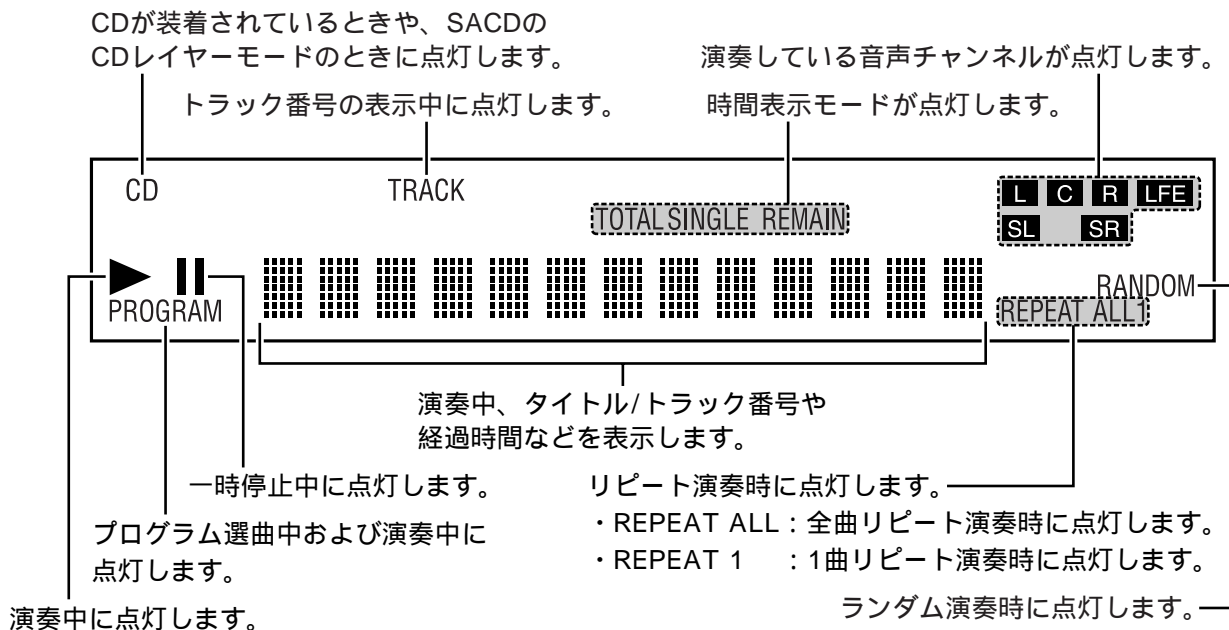 CDが装着されているときや、SACDの
CDレイヤーモードのときに点灯します。
演奏している音声チャンネルが点灯します。
トラック番号の表示中に点灯します。
時間表示モードが点灯します。
CD
TRACK
TOTAL SINGLE REMAIN
L C R LFE
SL SR
PROGRAM
RANDOM
REPEAT ALL1
演奏中、タイトル/トラック番号や
経過時間などを表示します。
一時停止中に点灯します。
プログラム選曲中および演奏中に
点灯します。
演奏中に点灯します。
リピート演奏時に点灯します。
・REPEAT ALL：全曲リピート演奏時に点灯します。
・REPEAT 1 ：1曲リピート演奏時に点灯します。
ランダム演奏時に点灯します。